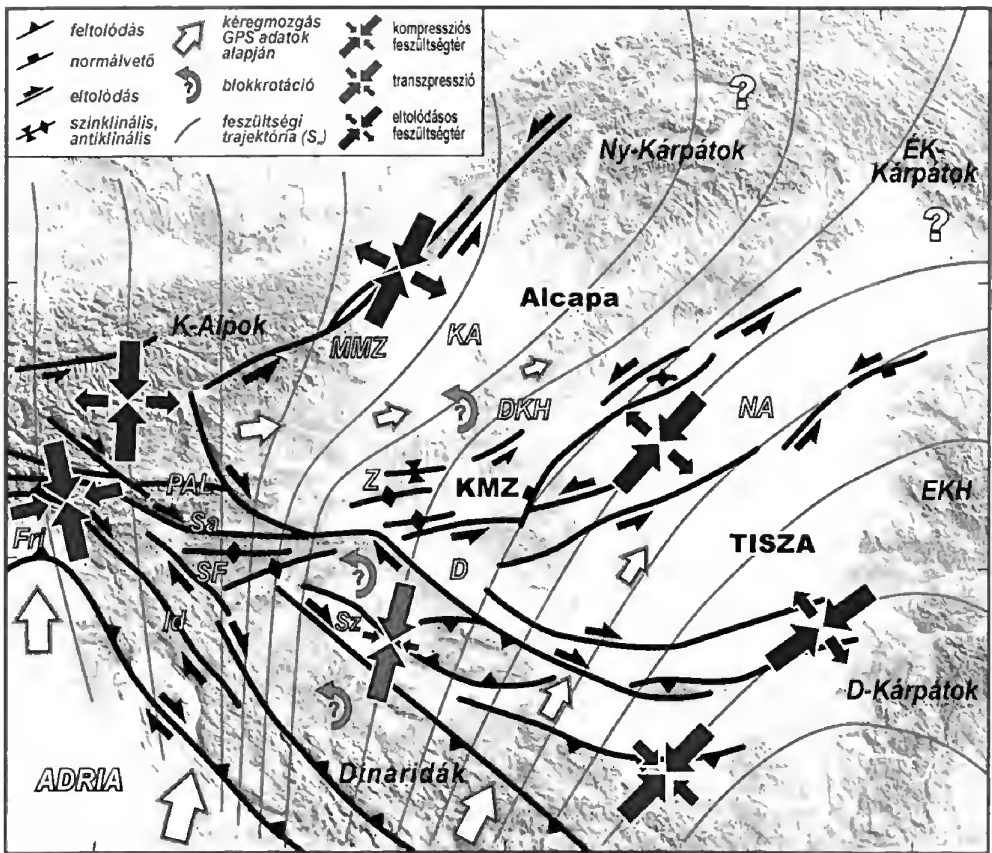 feltolódás
normálvető
eltolódás
szinklinális,
antiklinális
kéregmozgás
GPS adatok
alapján
blokkrotáció
feszültségi
trajektória (S
kompressziós
feszültségtér
transzpresszió
eltolódásos
feszültségtér
?
?
Ny-Kárpátok
ÉK-
Kárpátok
?
Alcapa
K-Alpok
MMZ
KA
?
DKH
NA
PAL
Z
KMZ
EKH
Sa
Fri
TISZA
SF
?
D
Id
Sz
?
D-Kárpátok
ADRIA
Dinaridák